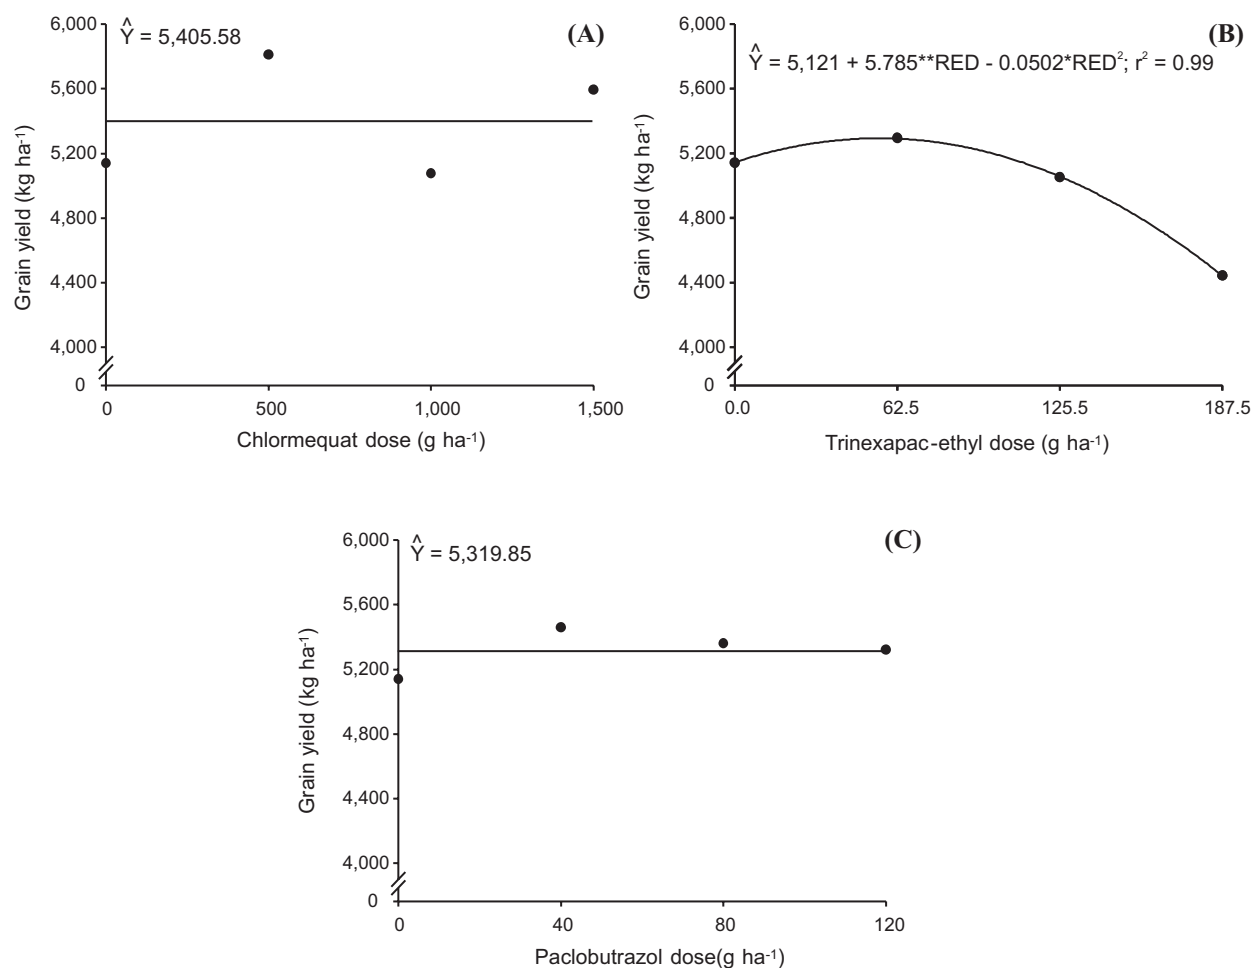 Ŷ = 5,405.58
(A)
6,000
5,600
5,200
4,800
4,400
4,000
0
Grain yield (kg ha⁻¹)
0 500 1,000 1,500
Chlormequat dose (g ha⁻¹)
Ŷ = 5,121 + 5.785**RED - 0.0502*RED²; r² = 0.99
(B)
6,000
5,600
5,200
4,800
4,400
4,000
0
Grain yield (kg ha⁻¹)
0.0 62.5 125.5 187.5
Trinexapac-ethyl dose (g ha⁻¹)
Ŷ = 5,319.85
(C)
6,000
5,600
5,200
4,800
4,400
4,000
0
Grain yield (kg ha⁻¹)
0 40 80 120
Paclobutrazol dose(g ha⁻¹)